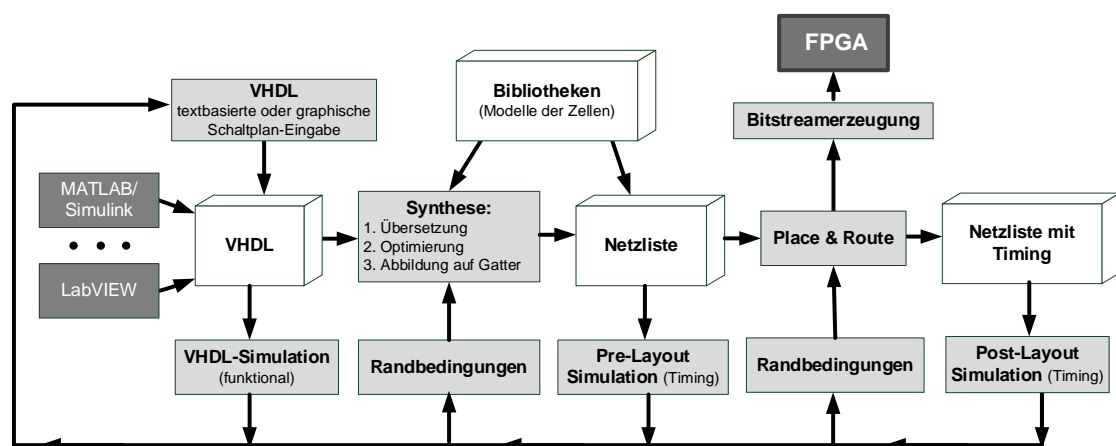 FPGA
VHDL
textbasierte oder graphische
Schaltplan-Eingabe
Bibliotheken
(Modelle der Zellen)
Bitstreamerzeugung
MATLAB/
Simulink
• • •
LabVIEW
VHDL
Synthese:
1. Übersetzung
2. Optimierung
3. Abbildung auf Gatter
Netzliste
Place & Route
Netzliste mit
Timing
VHDL-Simulation
(funktional)
Randbedingungen
Pre-Layout
Simulation (Timing)
Randbedingungen
Post-Layout
Simulation (Timing)